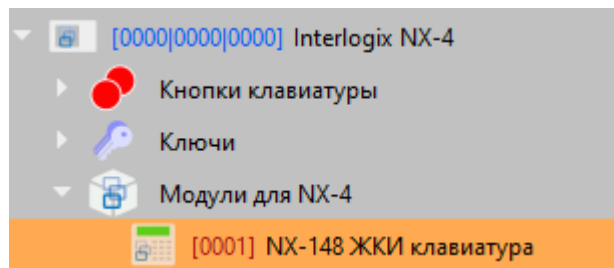 [0000|0000|0000] Interlogix NX-4
Кнопки клавиатуры
Ключи
Модули для NX-4
[0001] NX-148 ЖКИ клавиатура